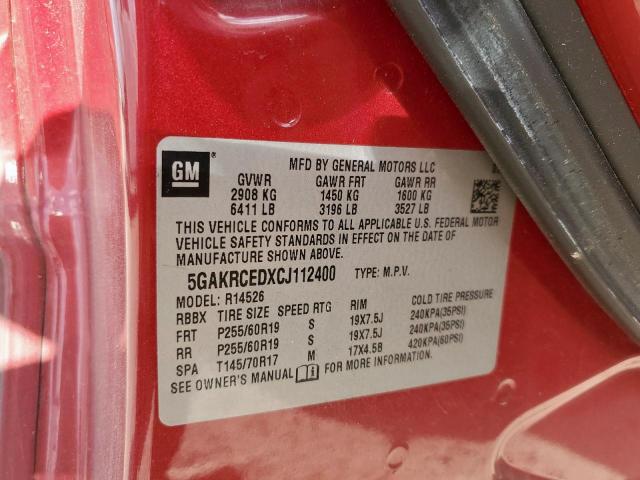 GM
MFD BY GENERAL MOTORS LLC
GVWR GAWR FRT GAWR RR
2908 KG 1450 KG 1600 KG
6411 LB 3196 LB 3527 LB
THIS VEHICLE CONFORMS TO ALL APPLICABLE U.S. FEDERAL MOTOR
VEHICLE SAFETY STANDARDS IN EFFECT ON THE DATE OF
MANUFACTURE SHOWN ABOVE.
5GAKRCEDXCJ112400 TYPE: M.P.V.
MODEL: R14526
RBBX TIRE SIZE SPEED RTG RIM COLD TIRE PRESSURE
FRT P255/60R19 S 19X7.5J 240KPA(35PSI)
RR P255/60R19 S 19X7.5J 240KPA(35PSI)
SPA T145/70R17 M 17X4.5B 420KPA(60PSI)
SEE OWNER'S MANUAL FOR MORE INFORMATION.